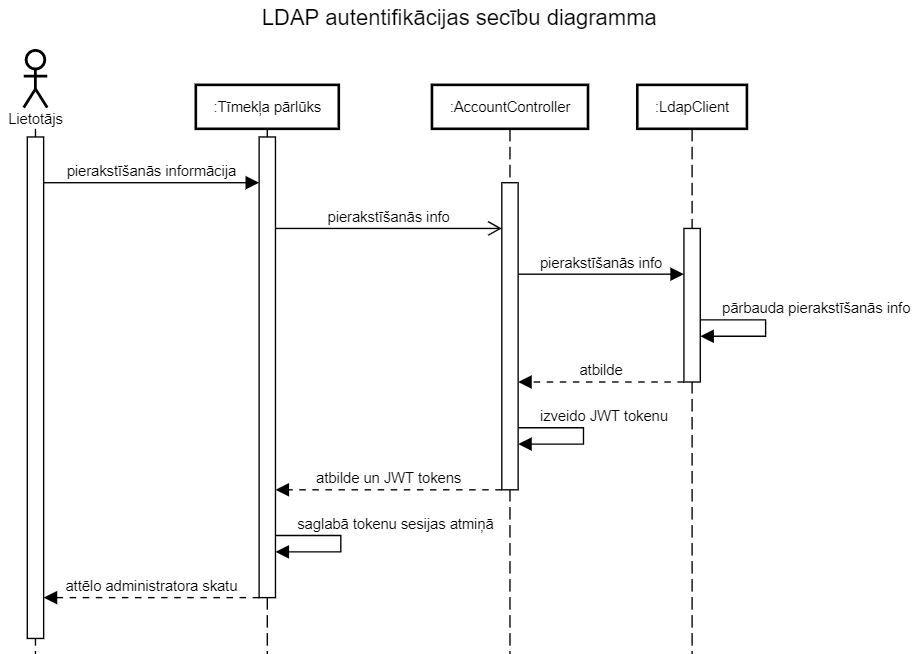 LDAP autentifikācijas secību diagramma
Lietotājs
:Tīmekļa pārlūks
:AccountController
:LdapClient
pierakstīšanās informācija
pierakstīšanās info
pierakstīšanās info
pārbauda pierakstīšanās info
atbilde
izveido JWT tokenu
atbilde un JWT tokens
saglabā tokenu sesijas atmiņā
attēlo administratora skatu